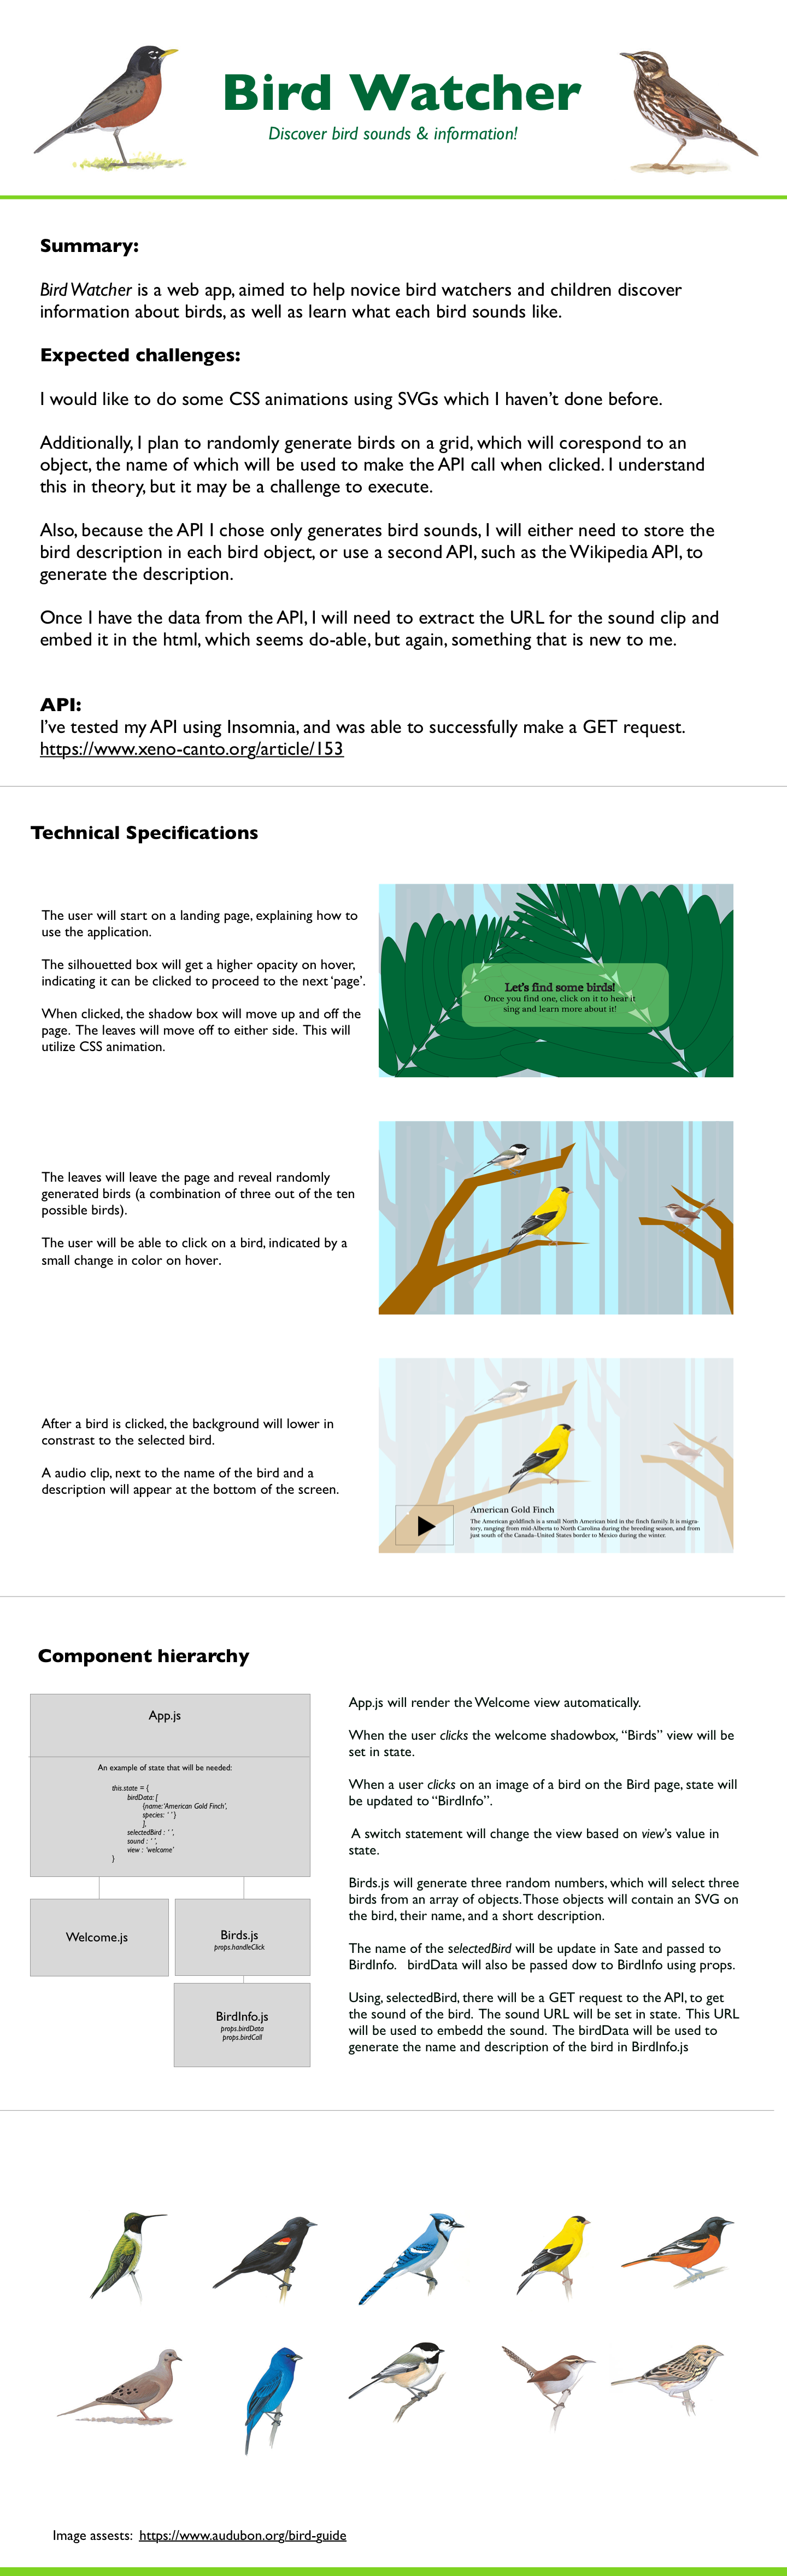 Bird Watcher
Discover bird sounds & information!
Summary:
Bird Watcher is a web app, aimed to help novice bird watchers and children discover
information about birds, as well as learn what each bird sounds like.
Expected challenges:
I would like to do some CSS animations using SVGs which I haven’t done before.
Additionally, I plan to randomly generate birds on a grid, which will corespond to an
object, the name of which will be used to make the API call when clicked. I understand
this in theory, but it may be a challenge to execute.
Also, because the API I chose only generates bird sounds, I will either need to store the
bird description in each bird object, or use a second API, such as the Wikipedia API, to
generate the description.
Once I have the data from the API, I will need to extract the URL for the sound clip and
embed it in the html, which seems do-able, but again, something that is new to me.
API:
I’ve tested my API using Insomnia, and was able to successfully make a GET request.
https://www.xeno-canto.org/article/153
Technical Specifications
The user will start on a landing page, explaining how to
use the application.
The silhouetted box will get a higher opacity on hover,
indicating it can be clicked to proceed to the next ‘page’.
When clicked, the shadow box will move up and off the
page. The leaves will move off to either side. This will
utilize CSS animation.
Let’s find some birds!
Once you find one, click on it to hear it
sing and learn more about it!
The leaves will leave the page and reveal randomly
generated birds (a combination of three out of the ten
possible birds).
The user will be able to click on a bird, indicated by a
small change in color on hover.
After a bird is clicked, the background will lower in
constrast to the selected bird.
A audio clip, next to the name of the bird and a
description will appear at the bottom of the screen.
American Gold Finch
The American goldfinch is a small North American bird in the finch family. It is migra-
tory, ranging from mid-Alberta to North Carolina during the breeding season, and from
just south of the Canada–United States border to Mexico during the winter.
Component hierarchy
App.js
An example of state that will be needed:
this.state = {
birdData: [
{name: ‘American Gold Finch’,
species: ‘ ’ }
],
selectedBird : ‘ ’,
sound : ‘ ’,
view : ‘welcome’
}
Welcome.js
Birds.js
props.handleClick
BirdInfo.js
props.birdData
props.birdCall
App.js will render the Welcome view automatically.
When the user clicks the welcome shadowbox, “Birds” view will be
set in state.
When a user clicks on an image of a bird on the Bird page, state will
be updated to “BirdInfo”.
A switch statement will change the view based on view’s value in
state.
Birds.js will generate three random numbers, which will select three
birds from an array of objects. Those objects will contain an SVG on
the bird, their name, and a short description.
The name of the selectedBird will be update in Sate and passed to
BirdInfo. birdData will also be passed dow to BirdInfo using props.
Using, selectedBird, there will be a GET request to the API, to get
the sound of the bird. The sound URL will be set in state. This URL
will be used to embedd the sound. The birdData will be used to
generate the name and description of the bird in BirdInfo.js
Image assests: https://www.audubon.org/bird-guide